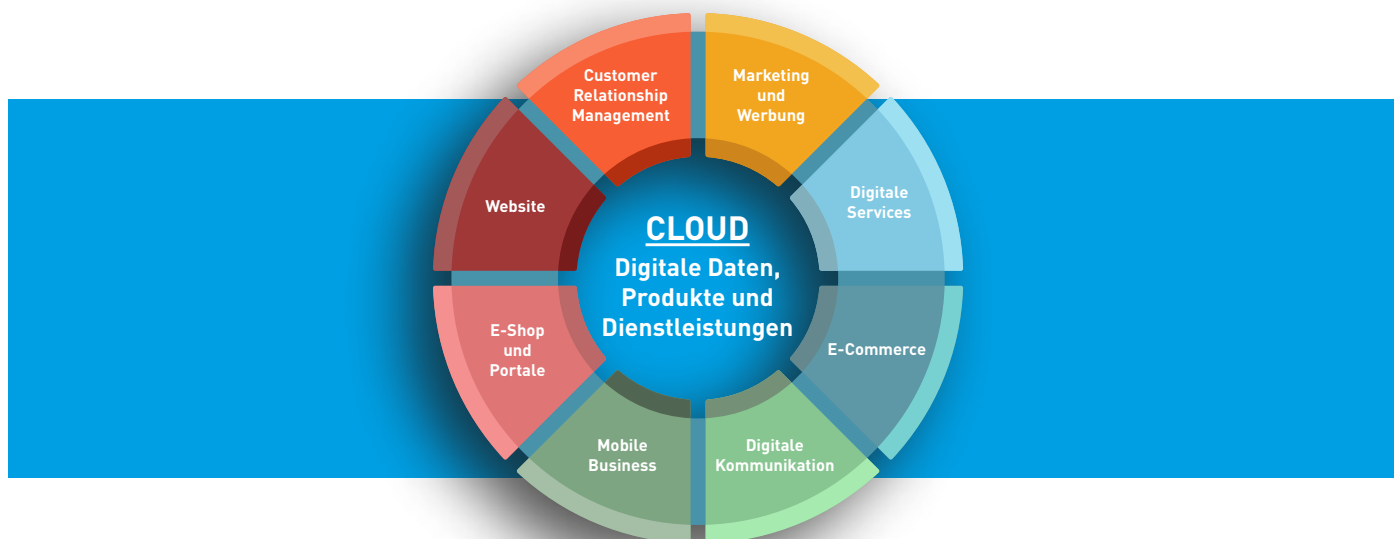 Customer
Relationship
Management
Marketing
und
Werbung
Digitale
Services
E-Commerce
Digitale
Kommunikation
Mobile
Business
E-Shop
und
Portale
Website
CLOUD
Digitale Daten,
Produkte und
Dienstleistungen